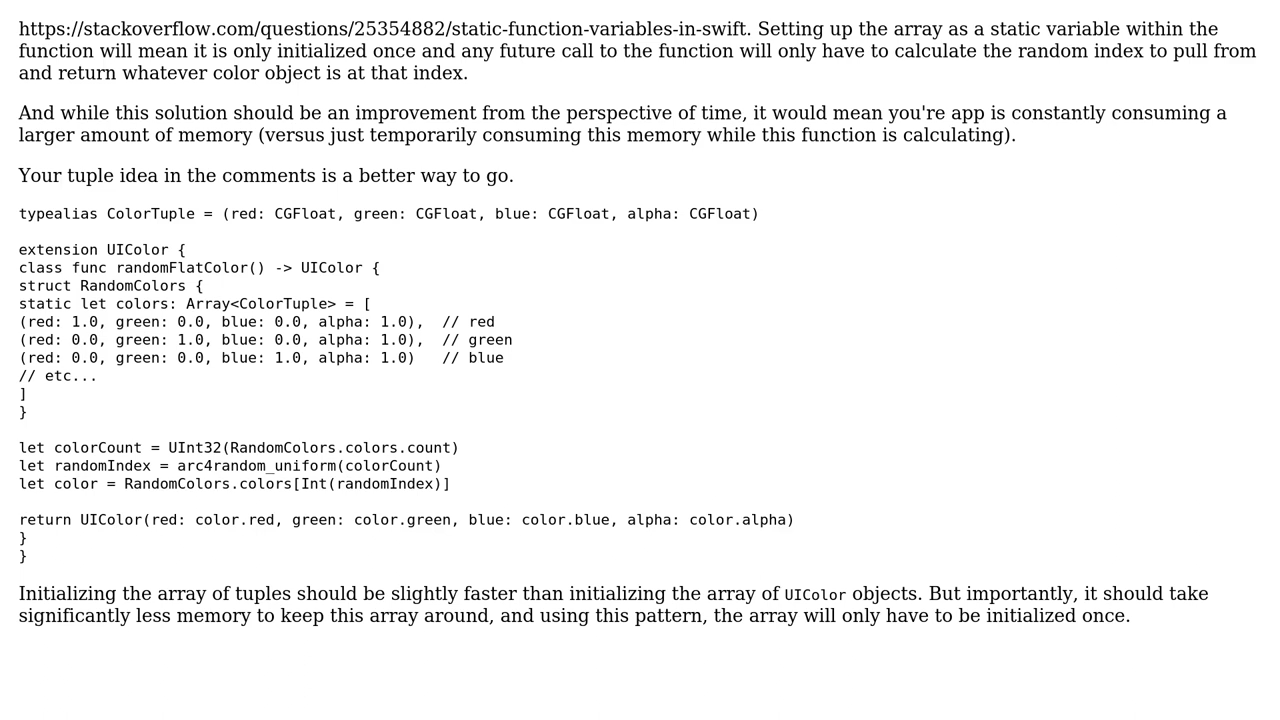 https://stackoverflow.com/questions/25354882/static-function-variables-in-swift. Setting up the array as a static variable within the
function will mean it is only initialized once and any future call to the function will only have to calculate the random index to pull from
and return whatever color object is at that index.
And while this solution should be an improvement from the perspective of time, it would mean you're app is constantly consuming a
larger amount of memory (versus just temporarily consuming this memory while this function is calculating).
Your tuple idea in the comments is a better way to go.
typealias ColorTuple = (red: CGFloat, green: CGFloat, blue: CGFloat, alpha: CGFloat)
extension UIColor {
class func randomFlatColor() -> UIColor {
struct RandomColors {
static let colors: Array<ColorTuple> = [
(red: 1.0, green: 0.0, blue: 0.0, alpha: 1.0),  // red
(red: 0.0, green: 1.0, blue: 0.0, alpha: 1.0),  // green
(red: 0.0, green: 0.0, blue: 1.0, alpha: 1.0)   // blue
// etc...
]
}
let colorCount = UInt32(RandomColors.colors.count)
let randomIndex = arc4random_uniform(colorCount)
let color = RandomColors.colors[Int(randomIndex)]
return UIColor(red: color.red, green: color.green, blue: color.blue, alpha: color.alpha)
}
}
Initializing the array of tuples should be slightly faster than initializing the array of UIColor objects. But importantly, it should take
significantly less memory to keep this array around, and using this pattern, the array will only have to be initialized once.